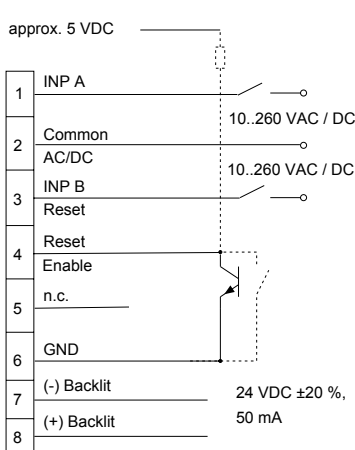 approx. 5 VDC
1
INP A
10..260 VAC / DC
2
Common
AC/DC
10..260 VAC / DC
3
INP B
Reset
4
Reset
Enable
5
n.c.
6
GND
7
(-) Backlit
24 VDC ±20 %,
50 mA
8
(+) Backlit